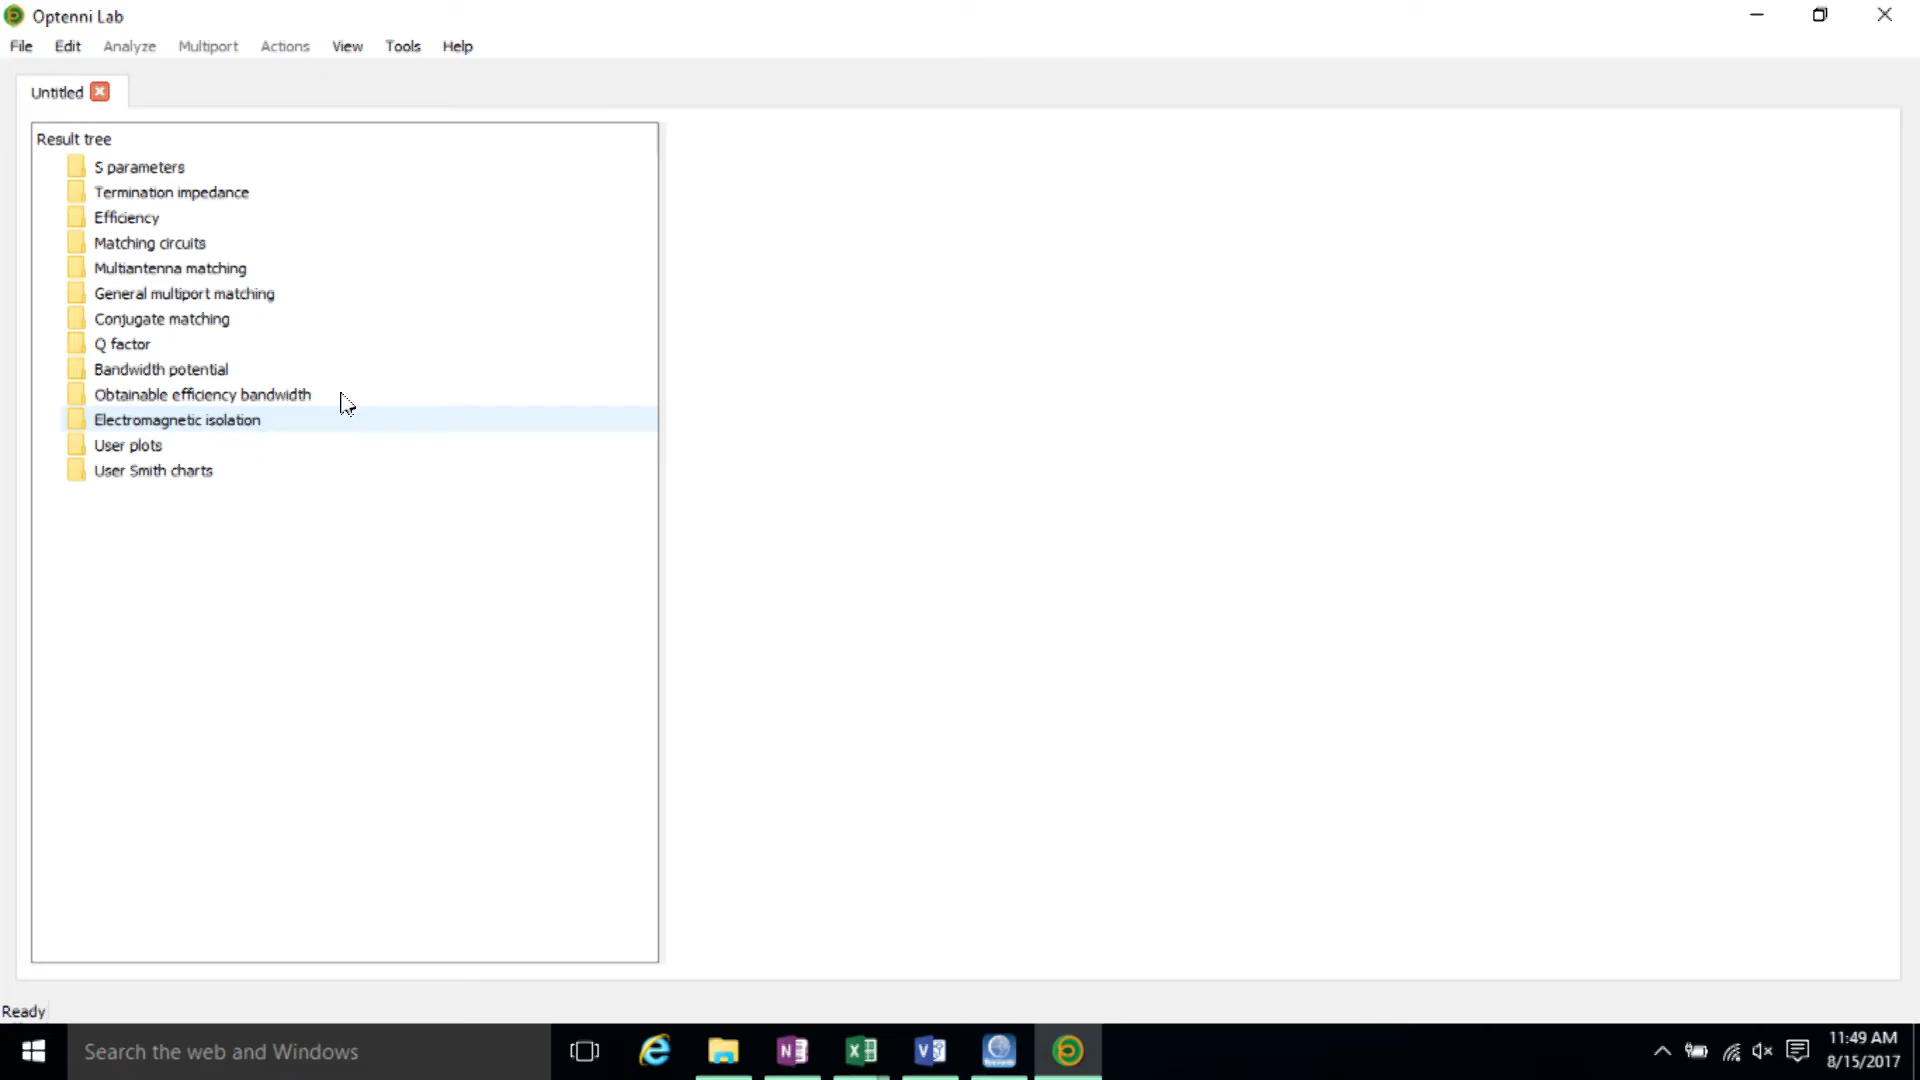 Optenni Lab
File Edit Analyze Multiport Actions View Tools Help
Untitled
Result tree
S parameters
Termination impedance
Efficiency
Matching circuits
Multiantenna matching
General multiport matching
Conjugate matching
Q factor
Bandwidth potential
Obtainable efficiency bandwidth
Electromagnetic isolation
User plots
User Smith charts
Ready
Search the web and Windows
11:49 AM
8/15/2017